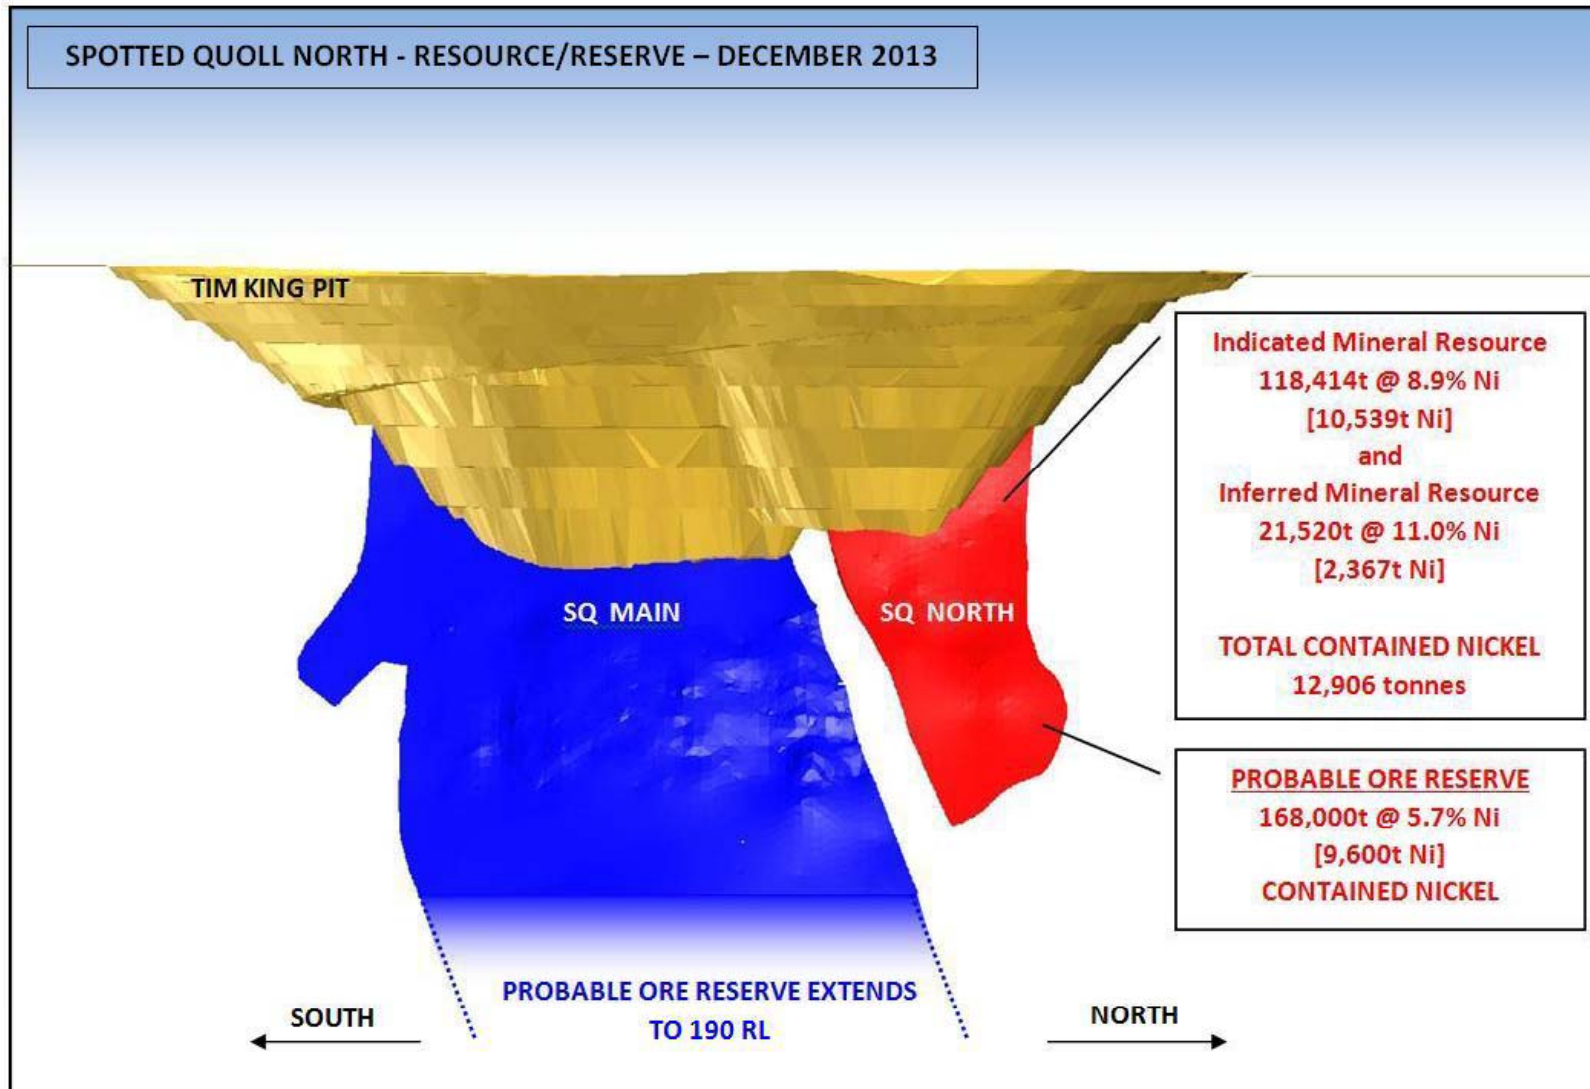 SPOTTED QUOLL NORTH - RESOURCE/RESERVE – DECEMBER 2013
TIM KING PIT
Indicated Mineral Resource
118,414t @ 8.9% Ni
[10,539t Ni]
and
Inferred Mineral Resource
21,520t @ 11.0% Ni
[2,367t Ni]
TOTAL CONTAINED NICKEL
12,906 tonnes
SQ MAIN
SQ NORTH
PROBABLE ORE RESERVE
168,000t @ 5.7% Ni
[9,600t Ni]
CONTAINED NICKEL
PROBABLE ORE RESERVE EXTENDS
TO 190 RL
SOUTH
NORTH